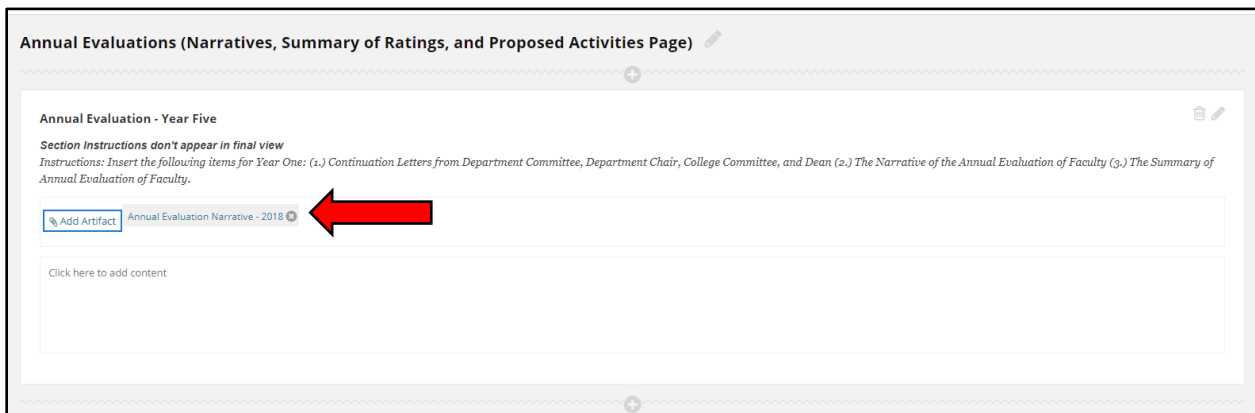 Annual Evaluations (Narratives, Summary of Ratings, and Proposed Activities Page)
Annual Evaluation - Year Five
Section Instructions don't appear in final view
Instructions: Insert the following items for Year One: (1.) Continuation Letters from Department Committee, Department Chair, College Committee, and Dean (2.) The Narrative of the Annual Evaluation of Faculty (3.) The Summary of
Annual Evaluation of Faculty.
Add Artifact Annual Evaluation Narrative - 2018
Click here to add content